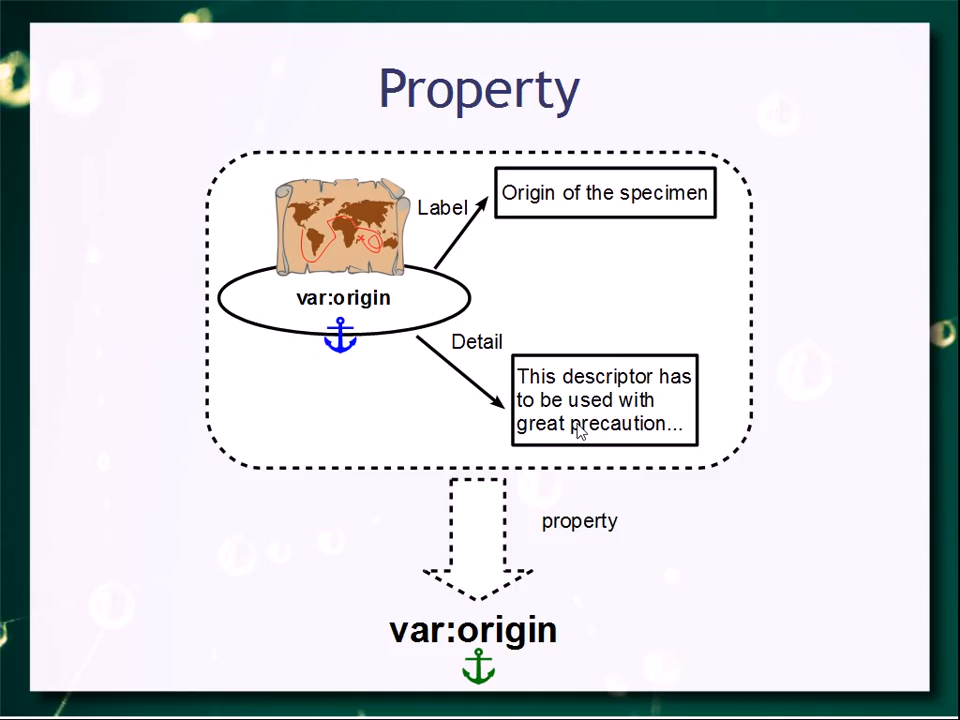 Property
Label
Origin of the specimen
var:origin
Detail
This descriptor has
to be used with
great precaution...
property
var:origin